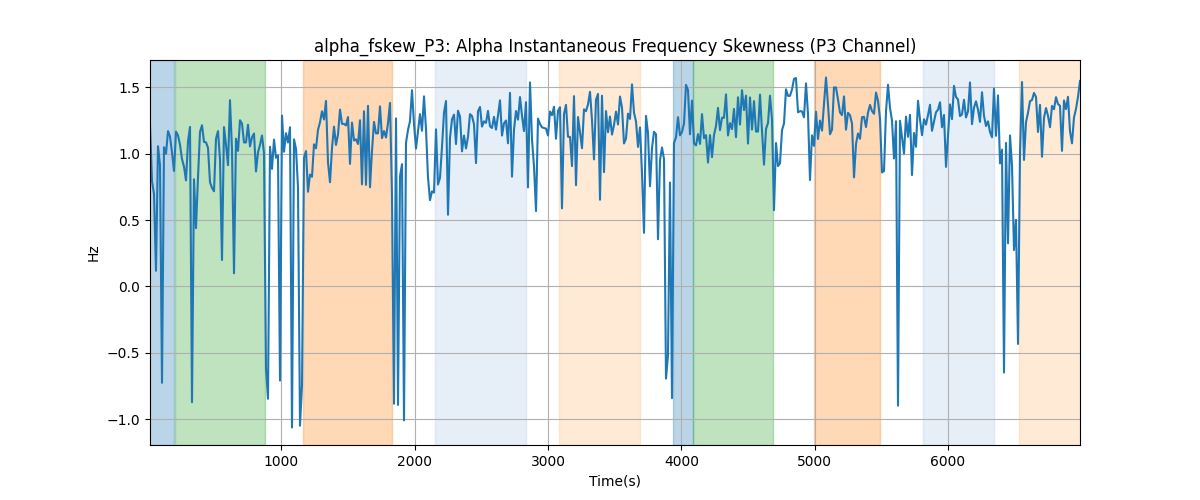 alpha_fskew_P3: Alpha Instantaneous Frequency Skewness (P3 Channel)
1.5
1.0
0.5
0.0
−0.5
−1.0
Hz
1000 2000 3000 4000 5000 6000
Time(s)